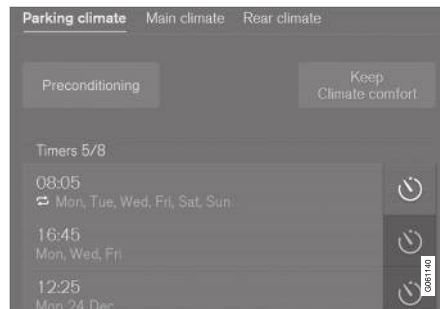 Parking climate Main climate Rear climate
Preconditioning
Keep
Climate comfort
Timers 5/8
08:05
Mon, Tue, Wed, Fri, Sat, Sun
16:45
Mon, Wed, Fri
12:25
Mon 24 Dec
G061140